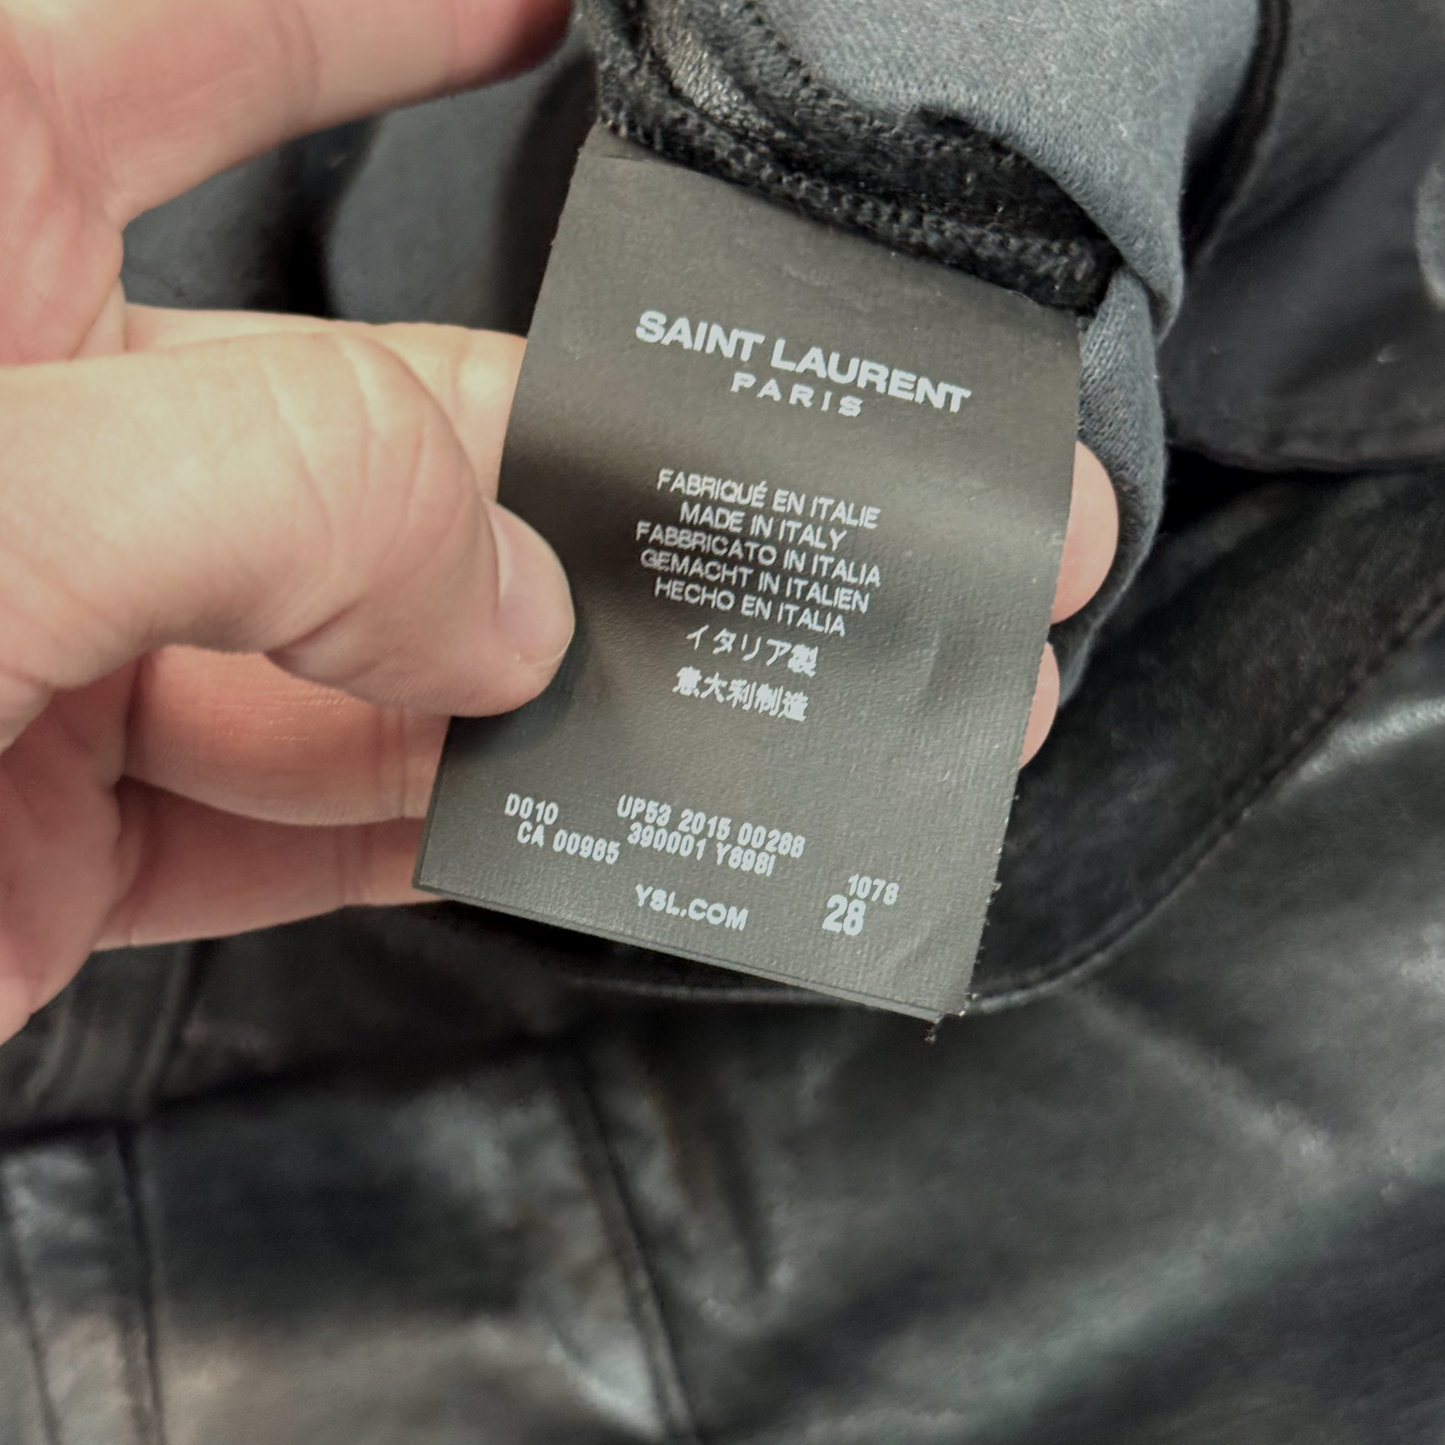 SAINT LAURENT
PARIS
FABRIQUÉ EN ITALIE
MADE IN ITALY
FABBRICATO IN ITALIA
GEMACHT IN ITALIEN
HECHO EN ITALIA
イタリア製
意大利制造
D010 UP53 2015 00288
CA 00965 390001 Y898I
1078
YSL.COM 28